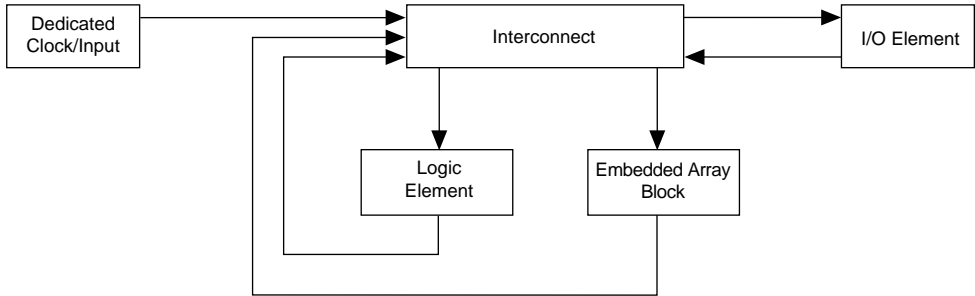 Dedicated
Clock/Input
Interconnect
I/O Element
Logic
Element
Embedded Array
Block